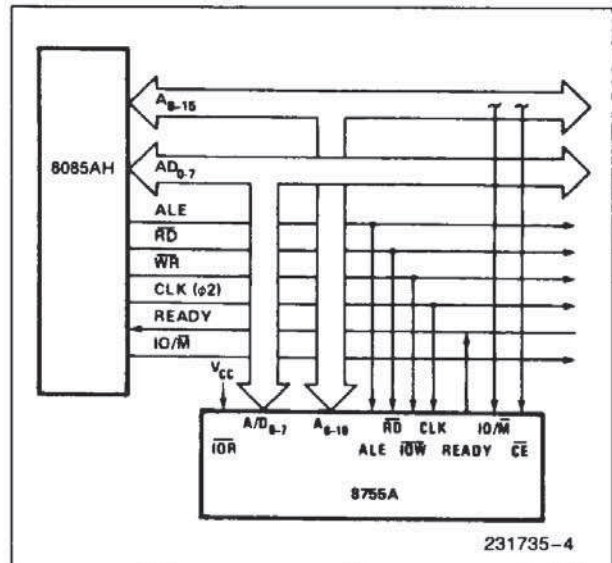 A8-15
8085AH
AD0-7
ALE
RD
WR
CLK (φ2)
READY
IO/M
VCC
IOR
A/D0-7
A8-10
ALE
RD
IOW
CLK
READY
IO/M
CE
8755A
231735-4